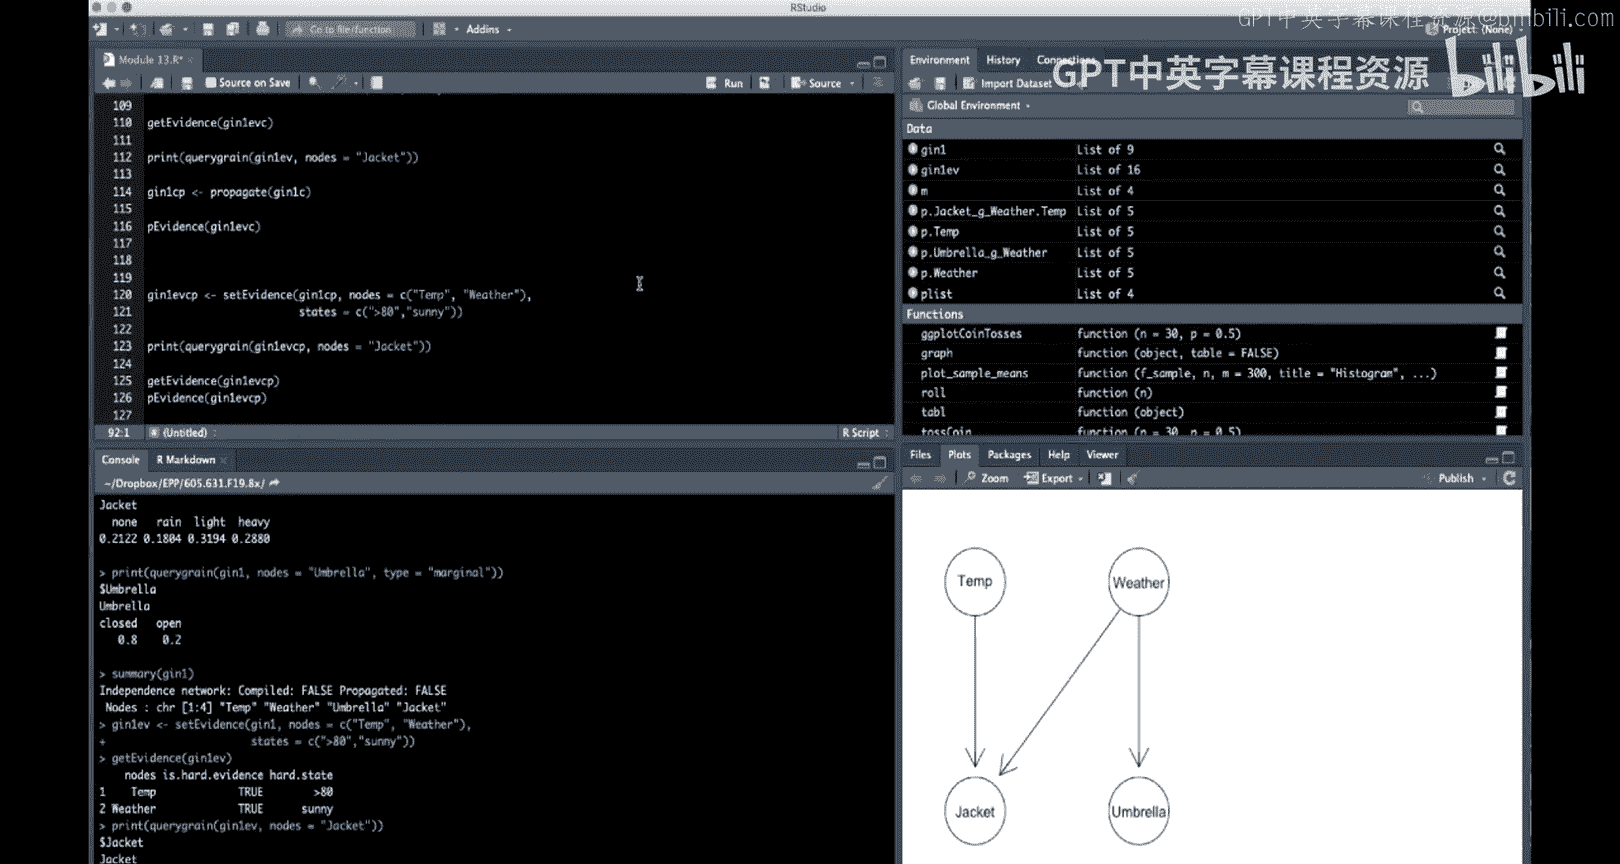 RStudio
GPT中英字幕课程资源@bilibili.com
Go to file/function
Addins
Project: (None)
GPT中英字幕课程资源 bilibili
Module 13.R*
Source on Save
Run
Source
109
110 getEvidence(gin1evc)
111
112 print(querygrain(gin1ev, nodes = "Jacket"))
113
114 gin1cp <- propagate(gin1c)
115
116 pEvidence(gin1evc)
117
118
119
120 gin1evcp <- setEvidence(gin1cp, nodes = c("Temp", "Weather"),
121 states = c(">80","sunny"))
122
123 print(querygrain(gin1evcp, nodes = "Jacket"))
124
125 getEvidence(gin1evcp)
126 pEvidence(gin1evcp)
127
92:1 (Untitled) R Script
Console R Markdown
~/Dropbox/EPP/605.631.F19.8x/
Jacket
none rain light heavy
0.2122 0.1804 0.3194 0.2880
> print(querygrain(gin1, nodes = "Umbrella", type = "marginal"))
$Umbrella
Umbrella
closed open
0.8 0.2
> summary(gin1)
Independence network: Compiled: FALSE Propagated: FALSE
Nodes : chr [1:4] "Temp" "Weather" "Umbrella" "Jacket"
> gin1ev <- setEvidence(gin1, nodes = c("Temp", "Weather"),
+ states = c(">80","sunny"))
> getEvidence(gin1ev)
nodes is.hard.evidence hard.state
1 Temp TRUE >80
2 Weather TRUE sunny
> print(querygrain(gin1ev, nodes = "Jacket"))
$Jacket
Jacket
Environment History Connections
Import Dataset
Global Environment
Data
gin1 List of 9
gin1ev List of 16
m List of 4
p.Jacket_g_Weather.Temp List of 5
p.Temp List of 5
p.Umbrella_g_Weather List of 5
p.Weather List of 5
plist List of 4
Functions
ggplotCoinTosses function (n = 30, p = 0.5)
graph function (object, table = FALSE)
plot_sample_means function (f_sample, n, m = 300, title = "Histogram", ...)
roll function (n)
tabl function (object)
tossCoin function (n = 30, p = 0.5)
Files Plots Packages Help Viewer
Zoom Export Publish
Temp Weather
Jacket Umbrella